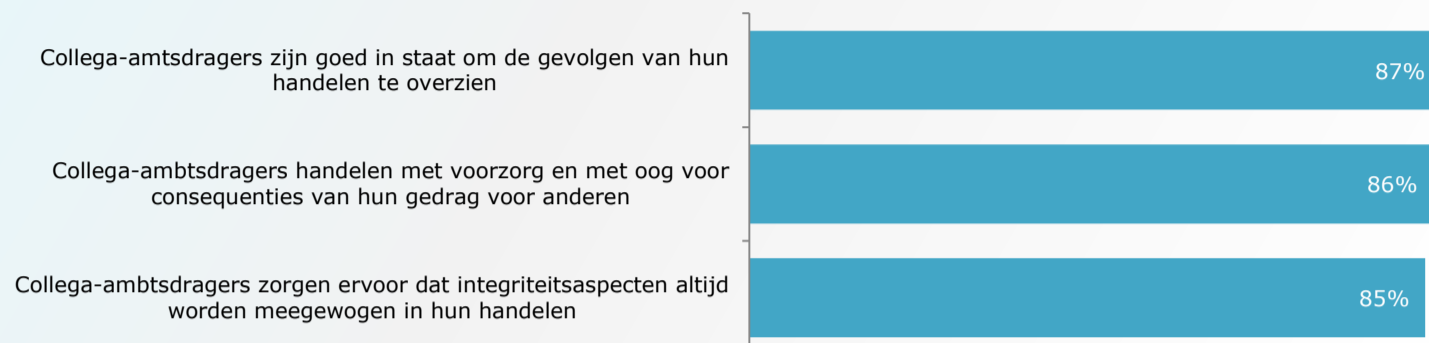 Collega-amtsdragers zijn goed in staat om de gevolgen van hun
handelen te overzien
87%
Collega-ambtsdragers handelen met voorzorg en met oog voor
consequenties van hun gedrag voor anderen
86%
Collega-ambtsdragers zorgen ervoor dat integriteitsaspecten altijd
worden meegewogen in hun handelen
85%